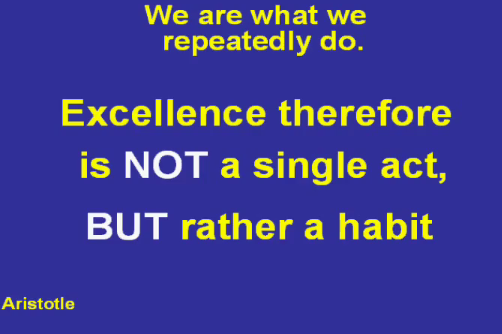 We are what we
repeatedly do.
Excellence therefore
is NOT a single act,
BUT rather a habit
Aristotle